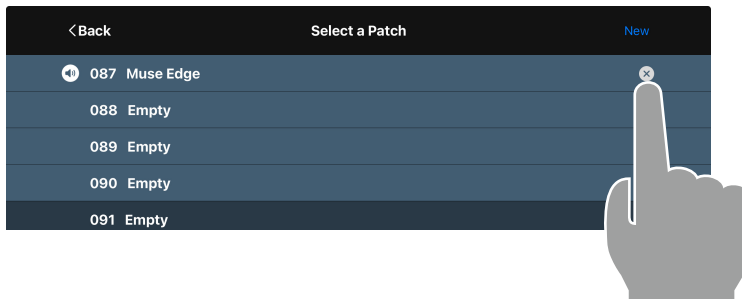 Back Select a Patch New
087 Muse Edge
088 Empty
089 Empty
090 Empty
091 Empty